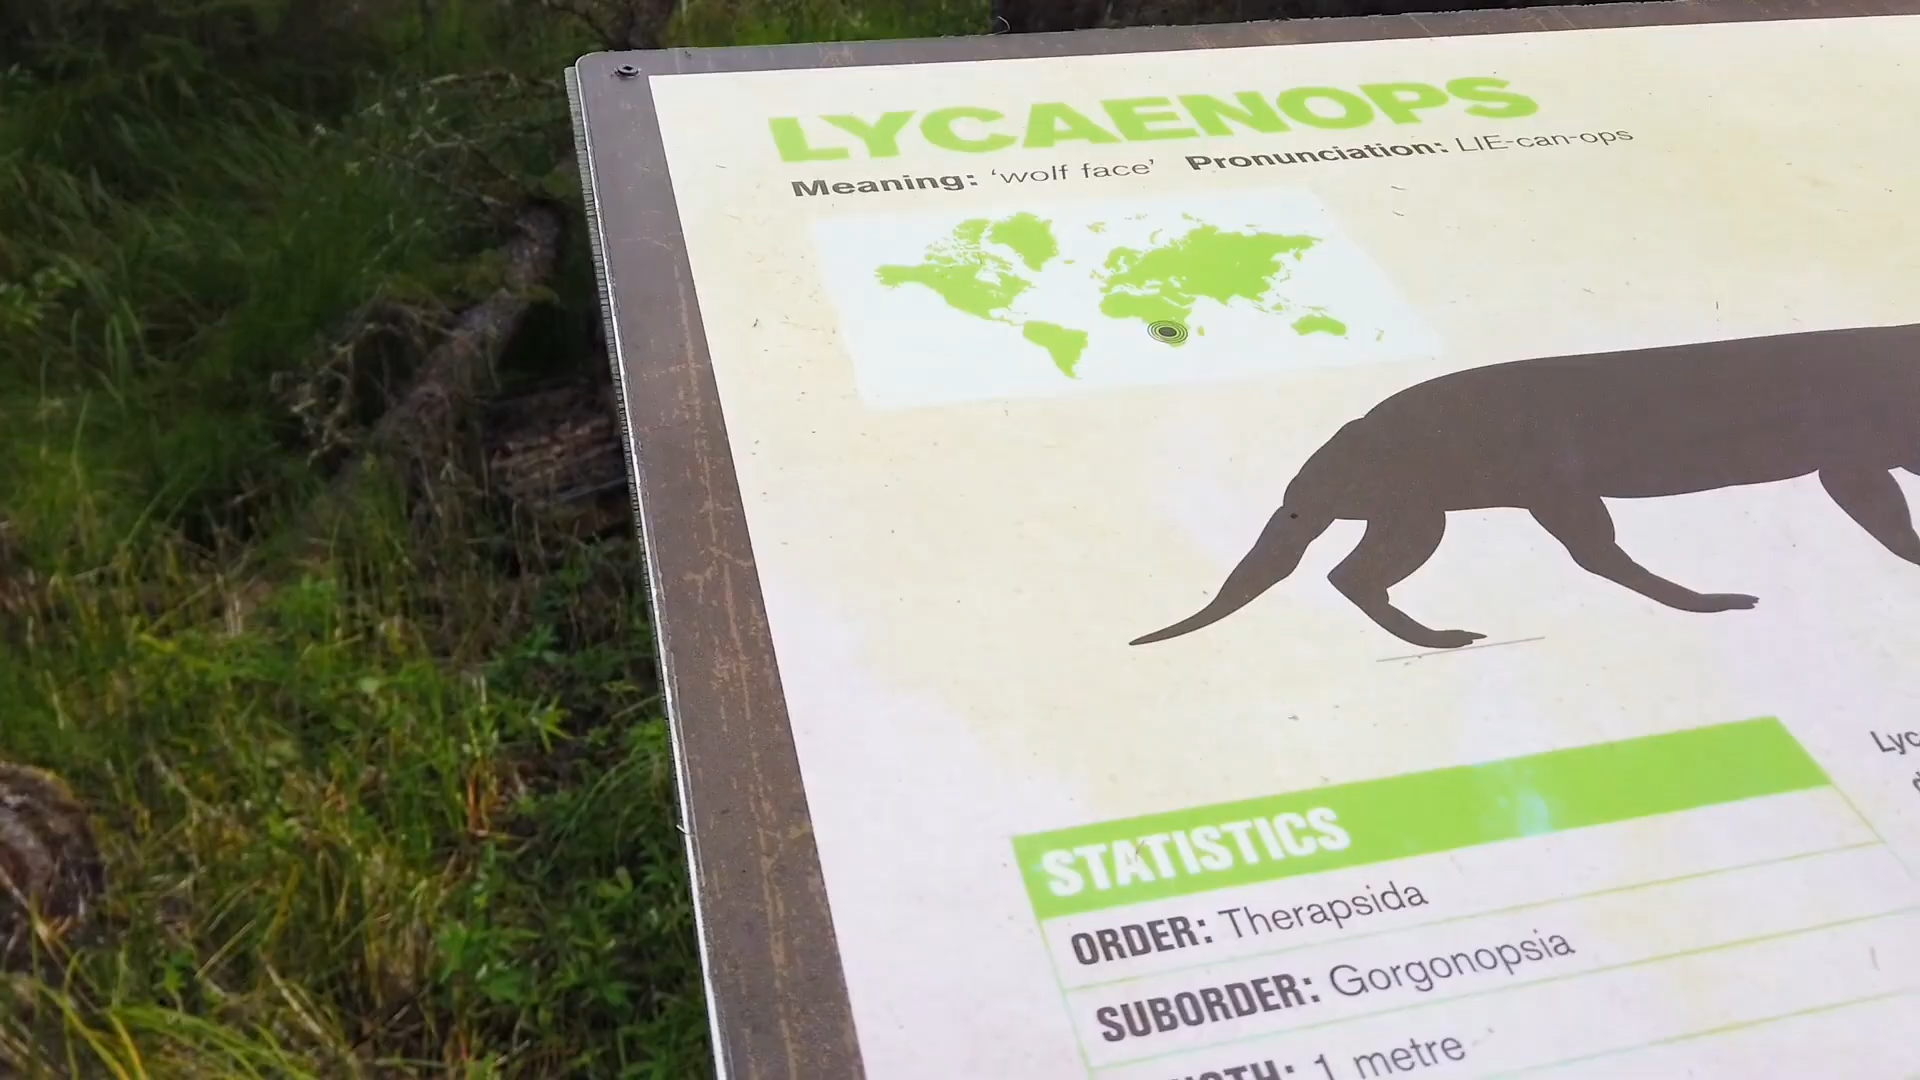 LYCAENOPS
Meaning: ‘wolf face’ Pronunciation: LIE-can-ops
STATISTICS
ORDER: Therapsida
SUBORDER: Gorgonopsia
1 metre